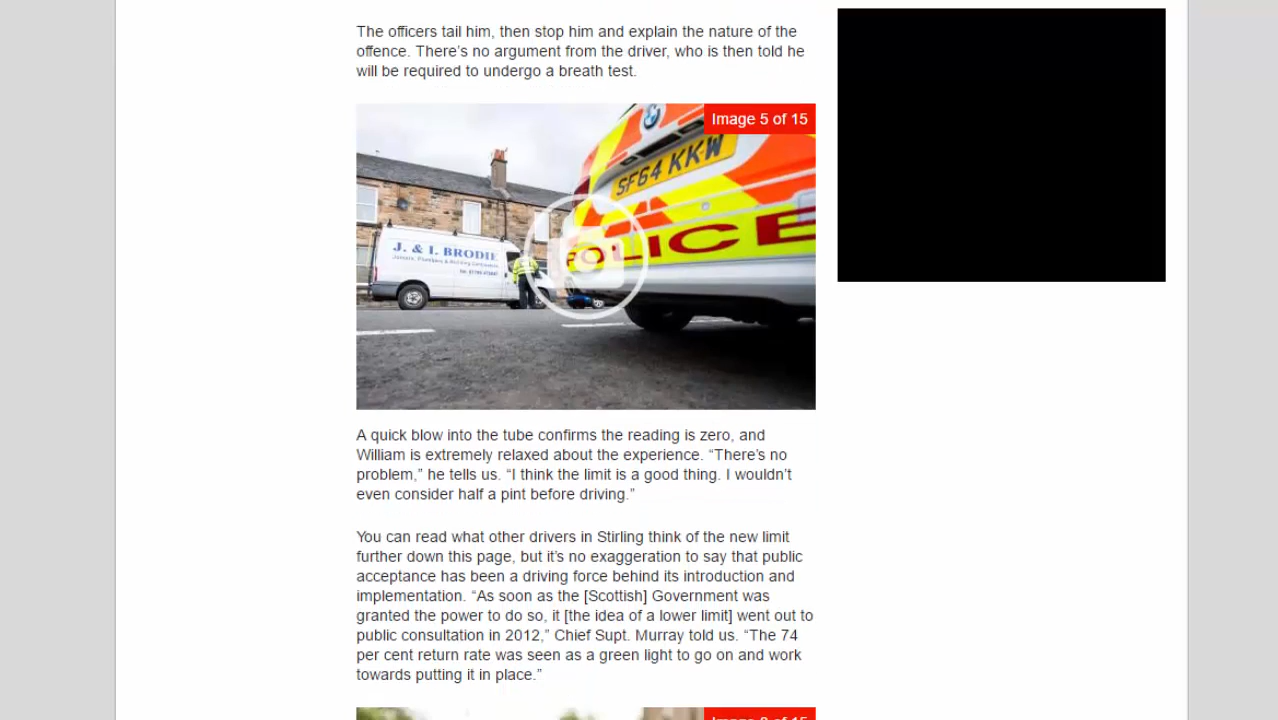 The officers tail him, then stop him and explain the nature of the
offence. There’s no argument from the driver, who is then told he
will be required to undergo a breath test.
Image 5 of 15
SF64 KKW
POLICE
J. & I. BRODIE
A quick blow into the tube confirms the reading is zero, and
William is extremely relaxed about the experience. “There’s no
problem,” he tells us. “I think the limit is a good thing. I wouldn’t
even consider half a pint before driving.”
You can read what other drivers in Stirling think of the new limit
further down this page, but it’s no exaggeration to say that public
acceptance has been a driving force behind its introduction and
implementation. “As soon as the [Scottish] Government was
granted the power to do so, it [the idea of a lower limit] went out to
public consultation in 2012,” Chief Supt. Murray told us. “The 74
per cent return rate was seen as a green light to go on and work
towards putting it in place.”